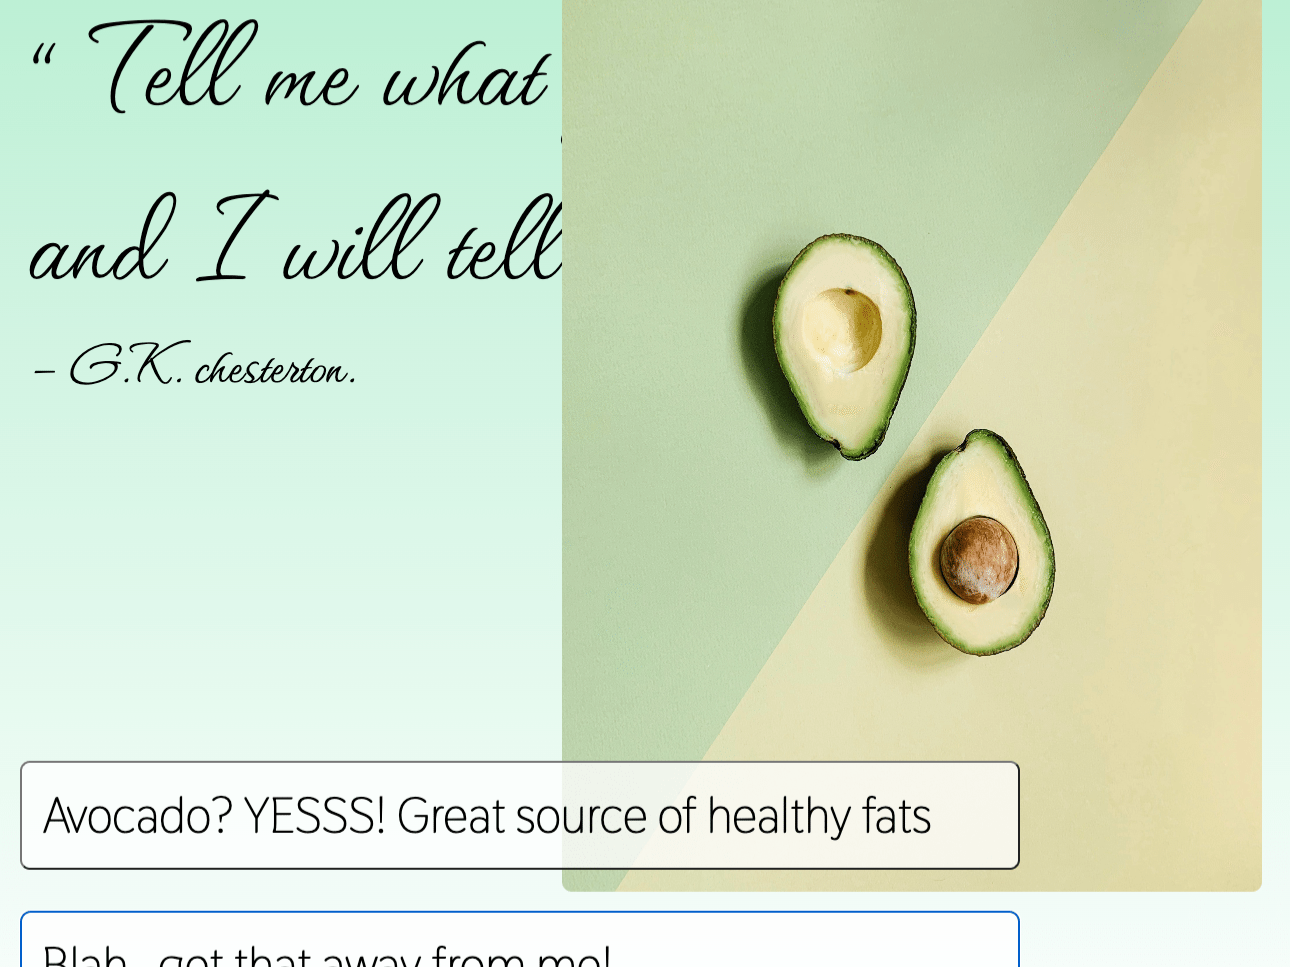 “ Tell me what
and I will tell
– G.K. chesterton.
Avocado? YESSS! Great source of healthy fats
Blah, get that away from me!